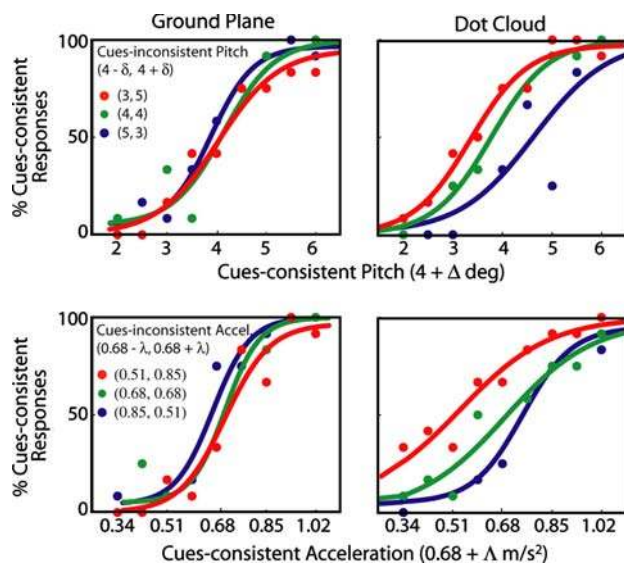 Ground Plane
Dot Cloud
100
50
0
% Cues-consistent
Responses
Cues-inconsistent Pitch
(4 - δ, 4 + δ)
(3, 5)
(4, 4)
(5, 3)
2 3 4 5 6
2 3 4 5 6
Cues-consistent Pitch (4 + Δ deg)
100
50
0
% Cues-consistent
Responses
Cues-inconsistent Accel.
(0.68 - λ, 0.68 + λ)
(0.51, 0.85)
(0.68, 0.68)
(0.85, 0.51)
0.34 0.51 0.68 0.85 1.02
0.34 0.51 0.68 0.85 1.02
Cues-consistent Acceleration (0.68 + Λ m/s²)